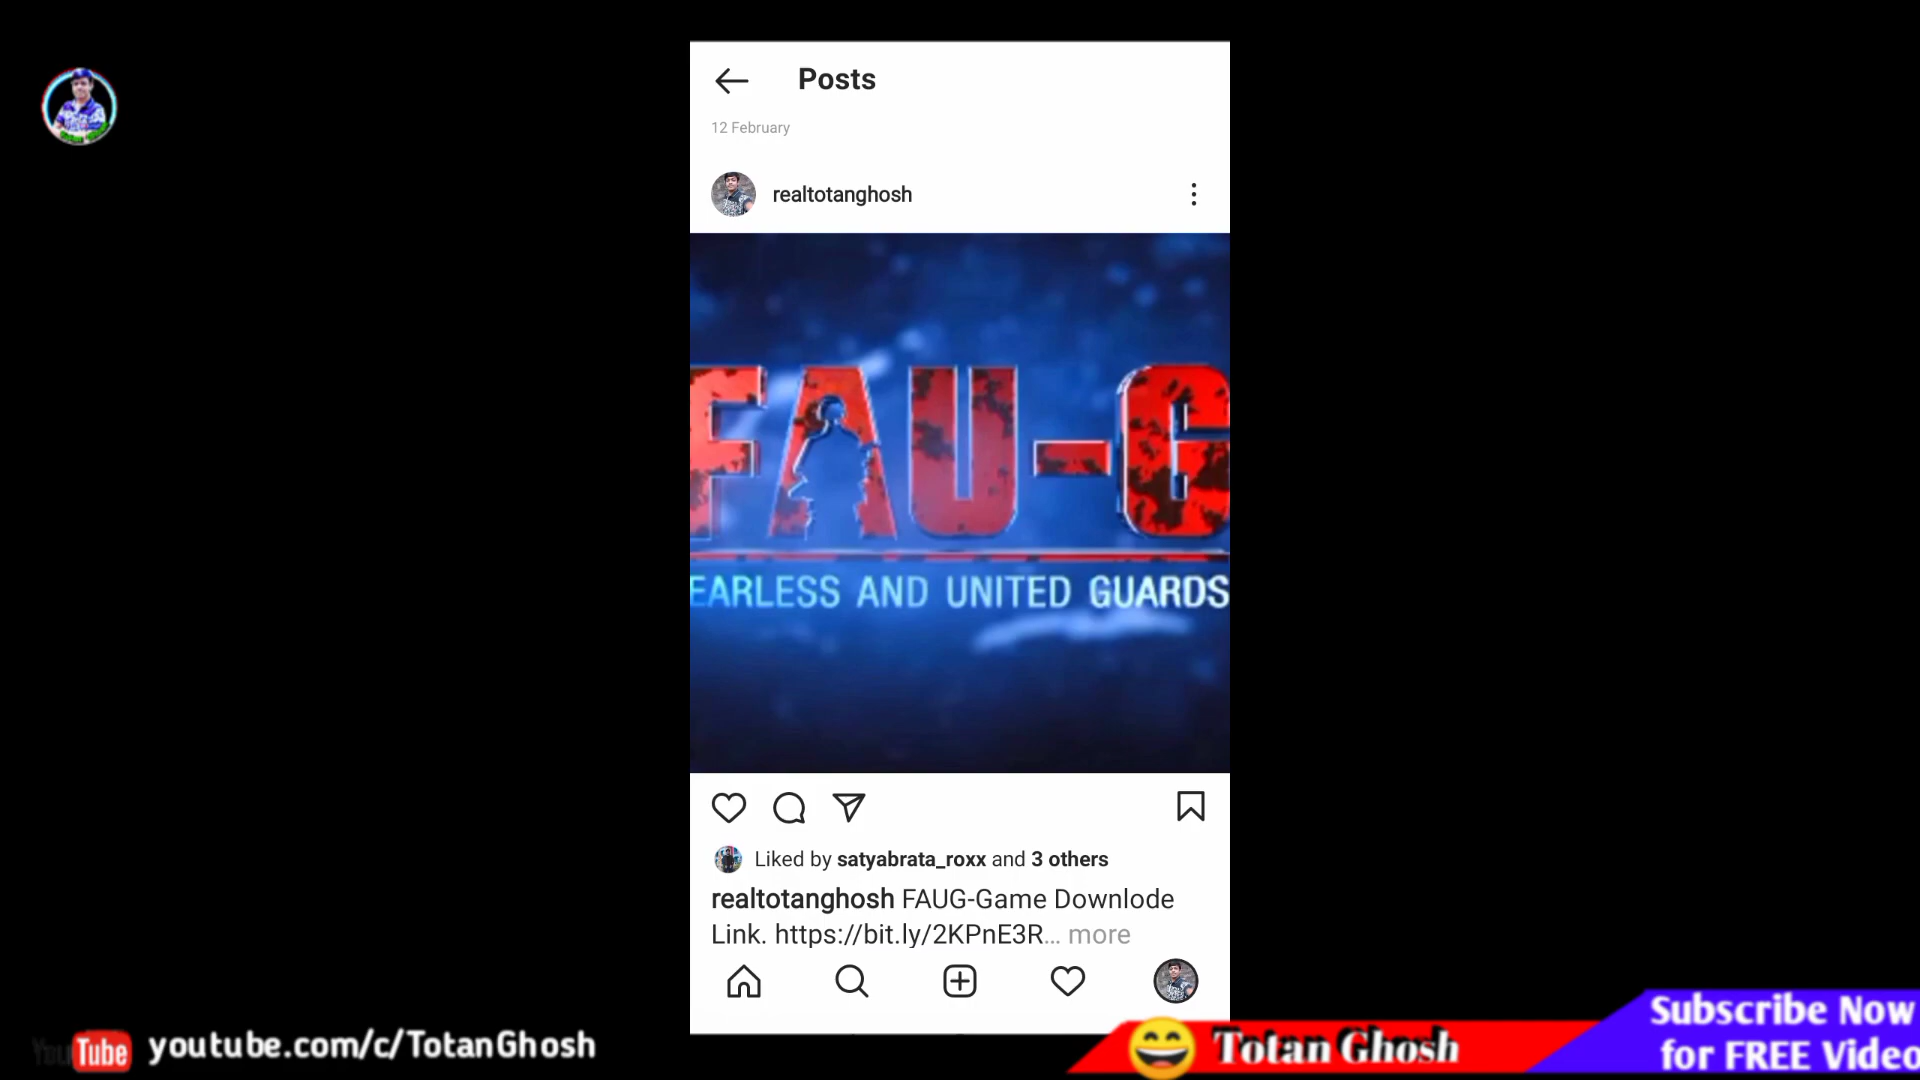 Posts
12 February
realtotanghosh
FAU-G
EARLESS AND UNITED GUARDS
Liked by satyabrata_roxx and 3 others
realtotanghosh FAUG-Game Downlode
Link. https://bit.ly/2KPnE3R... more
YouTube youtube.com/c/TotanGhosh
Totan Ghosh
Subscribe Now
for FREE Video